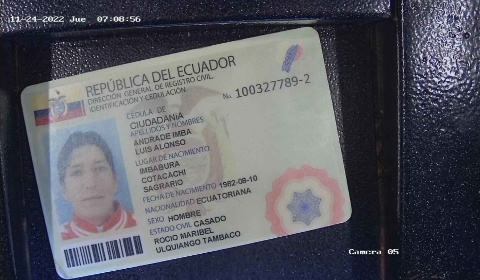 11-24-2022 Jue 07:08:56
REPÚBLICA DEL ECUADOR
DIRECCIÓN GENERAL DE REGISTRO CIVIL,
IDENTIFICACIÓN Y CEDULACIÓN
CÉDULA DE
CIUDADANÍA
No. 100327789-2
APELLIDOS Y NOMBRES
ANDRADE IMBA
LUIS ALONSO
LUGAR DE NACIMIENTO
IMBABURA
COTACACHI
SAGRARIO
FECHA DE NACIMIENTO 1982-08-10
NACIONALIDAD ECUATORIANA
SEXO HOMBRE
ESTADO CIVIL CASADO
ROCIO MARIBEL
ULQUIANGO TAMBACO
Camera 05